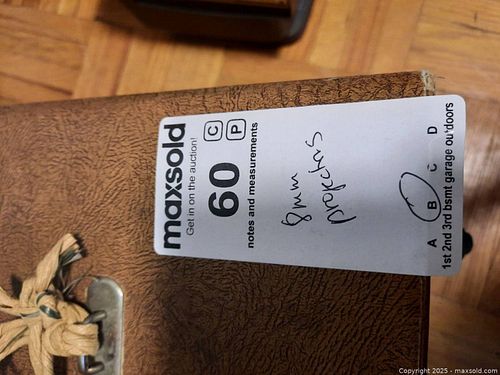 maxsold
Get in on the auction!
C
P
60
notes and measurements
8mm
projectors
A B C D
1st 2nd 3rd bsmt garage outdoors
Copyright 2025 - maxsold.com